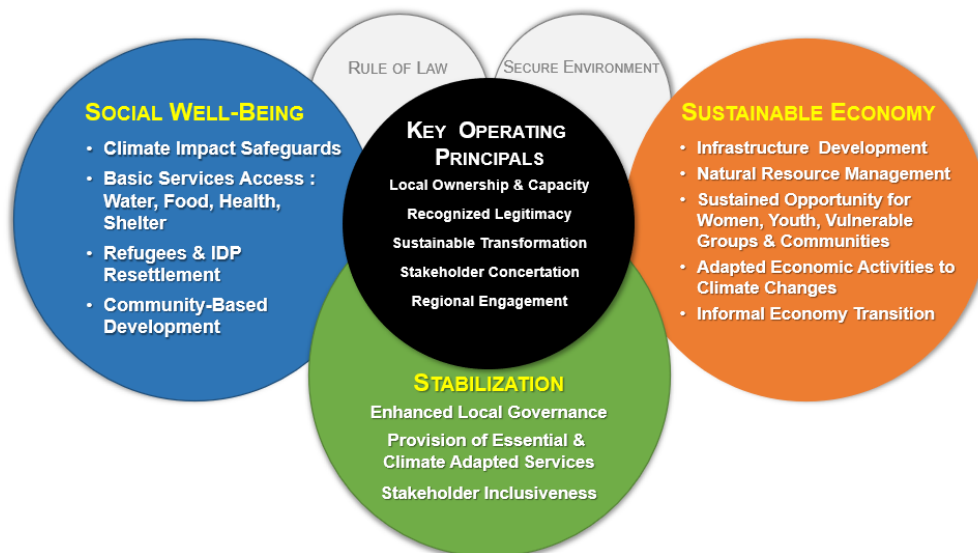 RULE OF LAW
SECURE ENVIRONMENT
SOCIAL WELL-BEING
• Climate Impact Safeguards
• Basic Services Access :
Water, Food, Health,
Shelter
• Refugees & IDP
Resettlement
• Community-Based
Development
KEY OPERATING
PRINCIPALS
Local Ownership & Capacity
Recognized Legitimacy
Sustainable Transformation
Stakeholder Concertation
Regional Engagement
SUSTAINABLE ECONOMY
• Infrastructure Development
• Natural Resource Management
• Sustained Opportunity for
Women, Youth, Vulnerable
Groups & Communities
• Adapted Economic Activities to
Climate Changes
• Informal Economy Transition
STABILIZATION
Enhanced Local Governance
Provision of Essential &
Climate Adapted Services
Stakeholder Inclusiveness